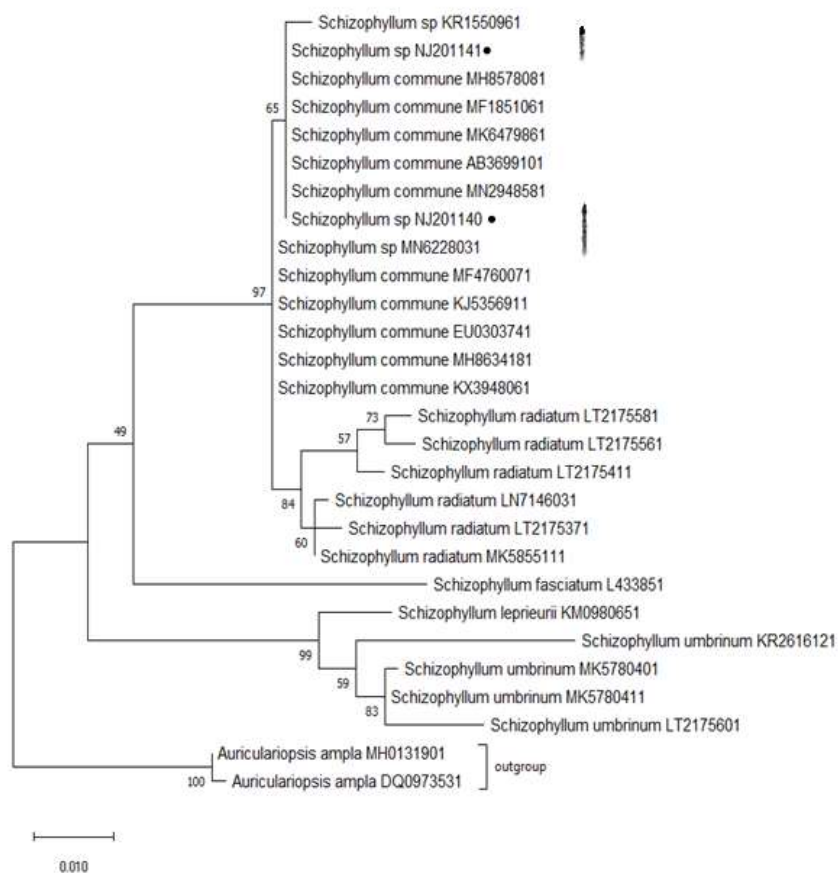 Schizophyllum sp KR1550961
Schizophyllum sp NJ201141
Schizophyllum commune MH8578081
65
Schizophyllum commune MF1851061
Schizophyllum commune MK6479861
Schizophyllum commune AB3699101
Schizophyllum commune MN2948581
Schizophyllum sp NJ201140
Schizophyllum sp MN6228031
Schizophyllum commune MF4760071
97
Schizophyllum commune KJ5356911
Schizophyllum commune EU0303741
Schizophyllum commune MH8634181
Schizophyllum commune KX3948061
73
Schizophyllum radiatum LT2175581
49
57
Schizophyllum radiatum LT2175561
Schizophyllum radiatum LT2175411
84
Schizophyllum radiatum LN7146031
Schizophyllum radiatum LT2175371
60
Schizophyllum radiatum MK5855111
Schizophyllum fasciatum L433851
Schizophyllum leprieurii KM0980651
99
Schizophyllum umbrinum KR2616121
59
Schizophyllum umbrinum MK5780401
Schizophyllum umbrinum MK5780411
83
Schizophyllum umbrinum LT2175601
Auriculariopsis ampla MH0131901
outgroup
100
Auriculariopsis ampla DQ0973531
0.010